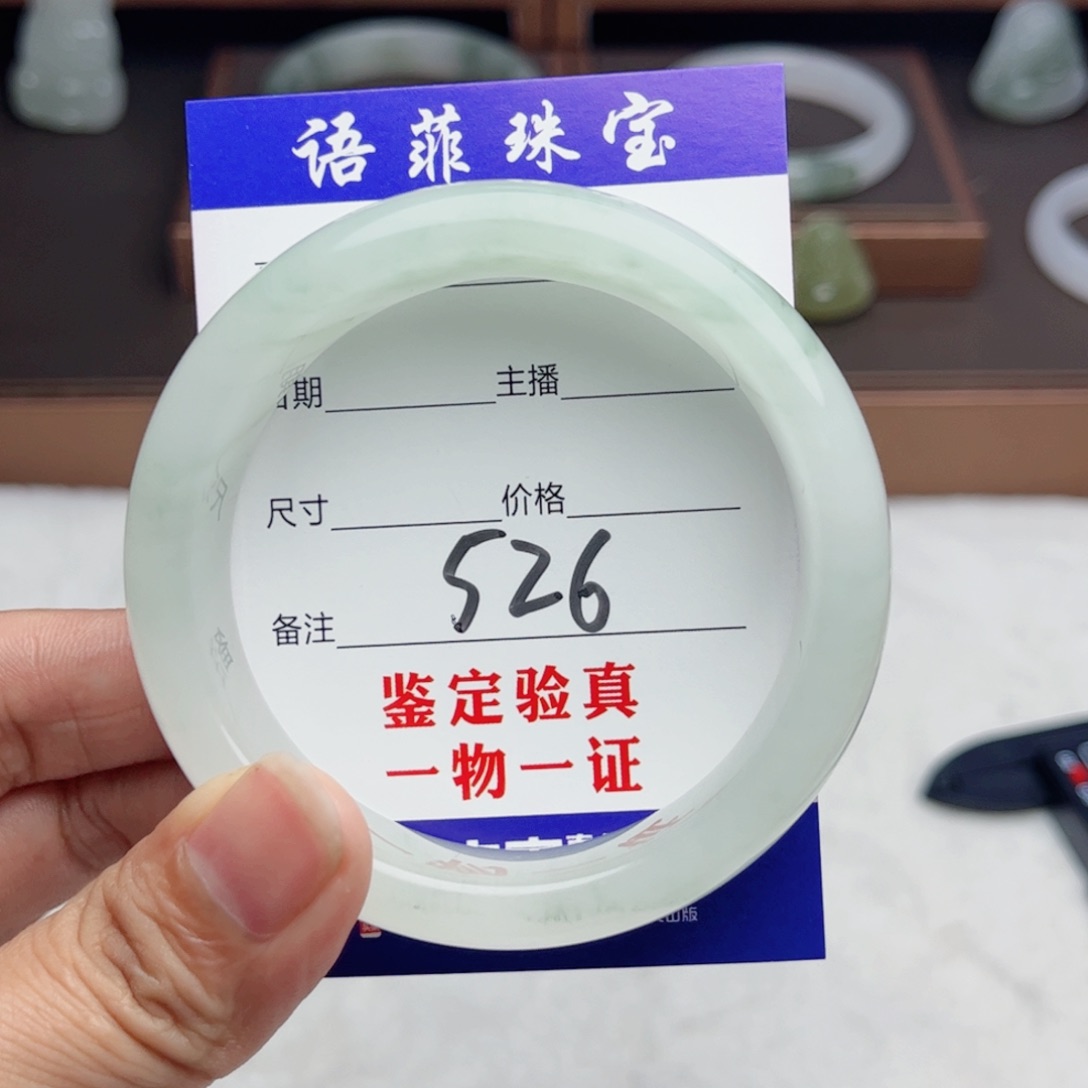 语菲珠宝
日期 主播
尺寸 价格
526
备注
鉴定验真
一物一证